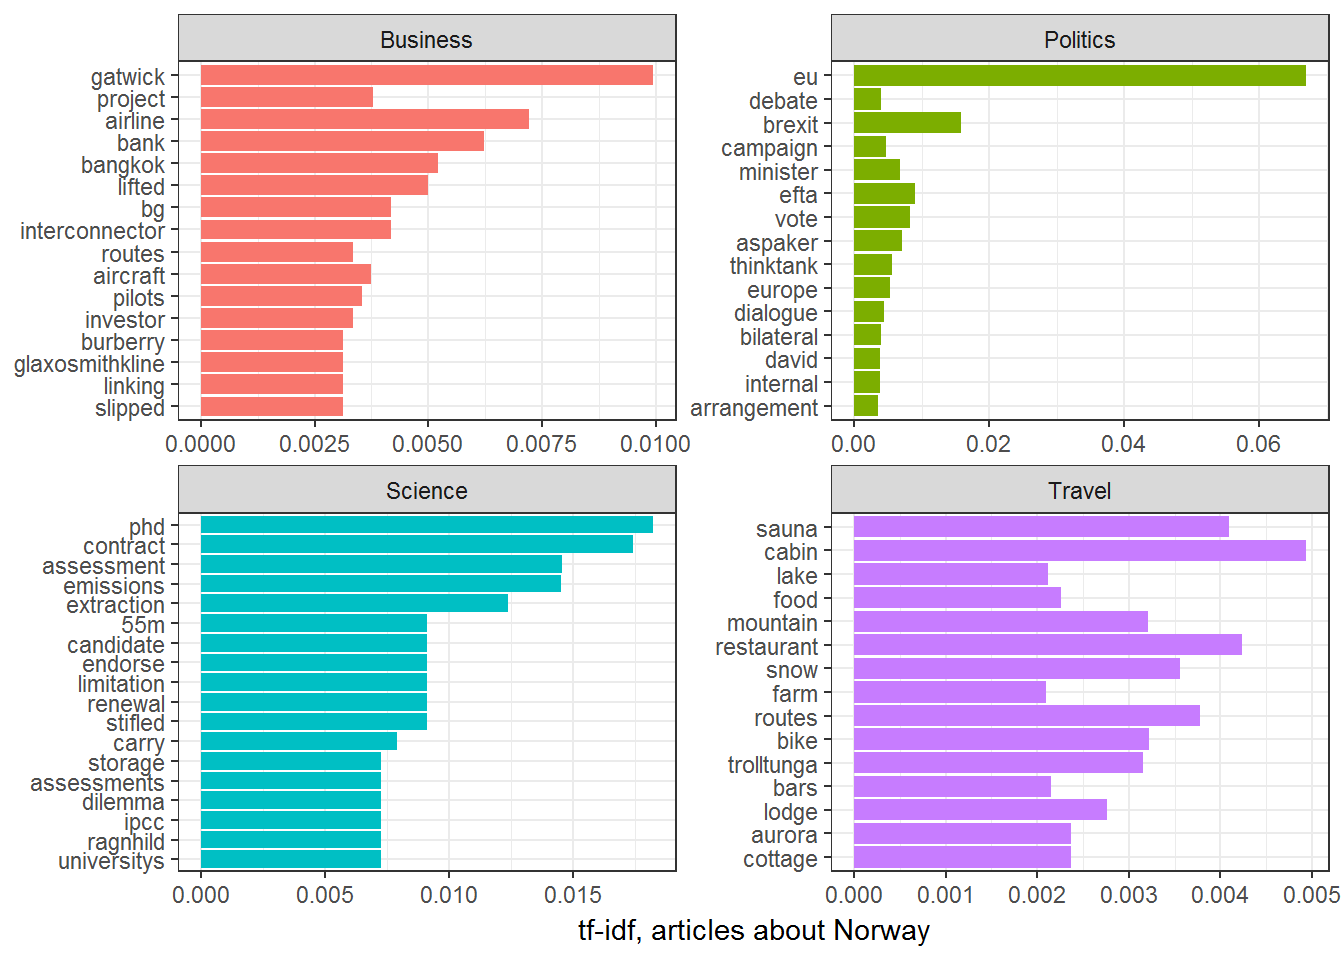 Business
gatwick
project
airline
bank
bangkok
lifted
bg
interconnector
routes
aircraft
pilots
investor
burberry
glaxosmithkline
linking
slipped
0.0000 0.0025 0.0050 0.0075 0.0100
Politics
eu
debate
brexit
campaign
minister
efta
vote
aspaker
thinktank
europe
dialogue
bilateral
david
internal
arrangement
0.00 0.02 0.04 0.06
Science
phd
contract
assessment
emissions
extraction
55m
candidate
endorse
limitation
renewal
stifled
carry
storage
assessments
dilemma
ipcc
ragnhild
universitys
0.000 0.005 0.010 0.015
Travel
sauna
cabin
lake
food
mountain
restaurant
snow
farm
routes
bike
trolltunga
bars
lodge
aurora
cottage
0.000 0.001 0.002 0.003 0.004 0.005
tf-idf, articles about Norway